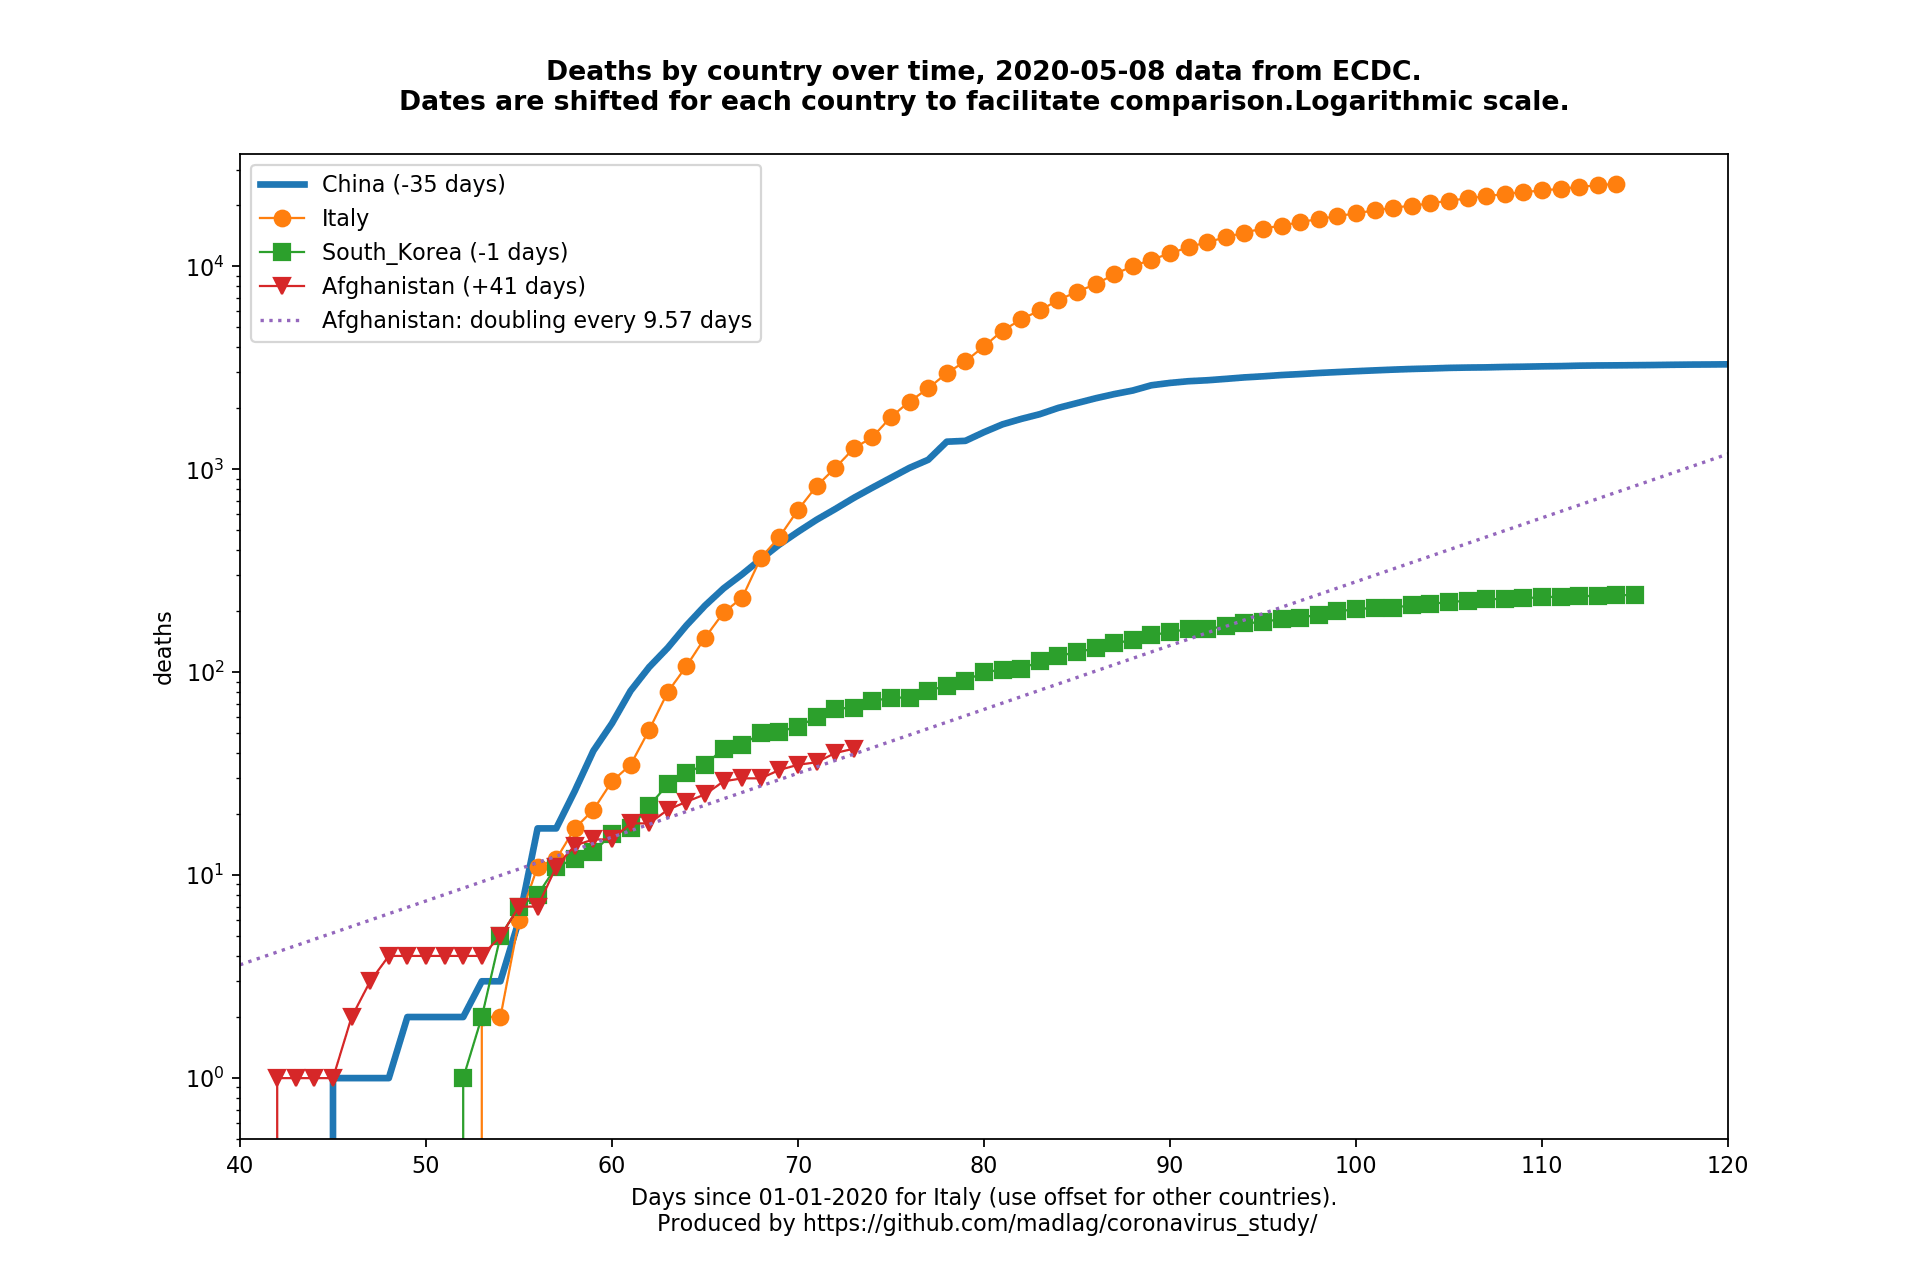 Deaths by country over time, 2020-05-08 data from ECDC.
Dates are shifted for each country to facilitate comparison.Logarithmic scale.
China (-35 days)
Italy
South_Korea (-1 days)
Afghanistan (+41 days)
Afghanistan: doubling every 9.57 days
deaths
10⁴
10³
10²
10¹
10⁰
40 50 60 70 80 90 100 110 120
Days since 01-01-2020 for Italy (use offset for other countries).
Produced by https://github.com/madlag/coronavirus_study/